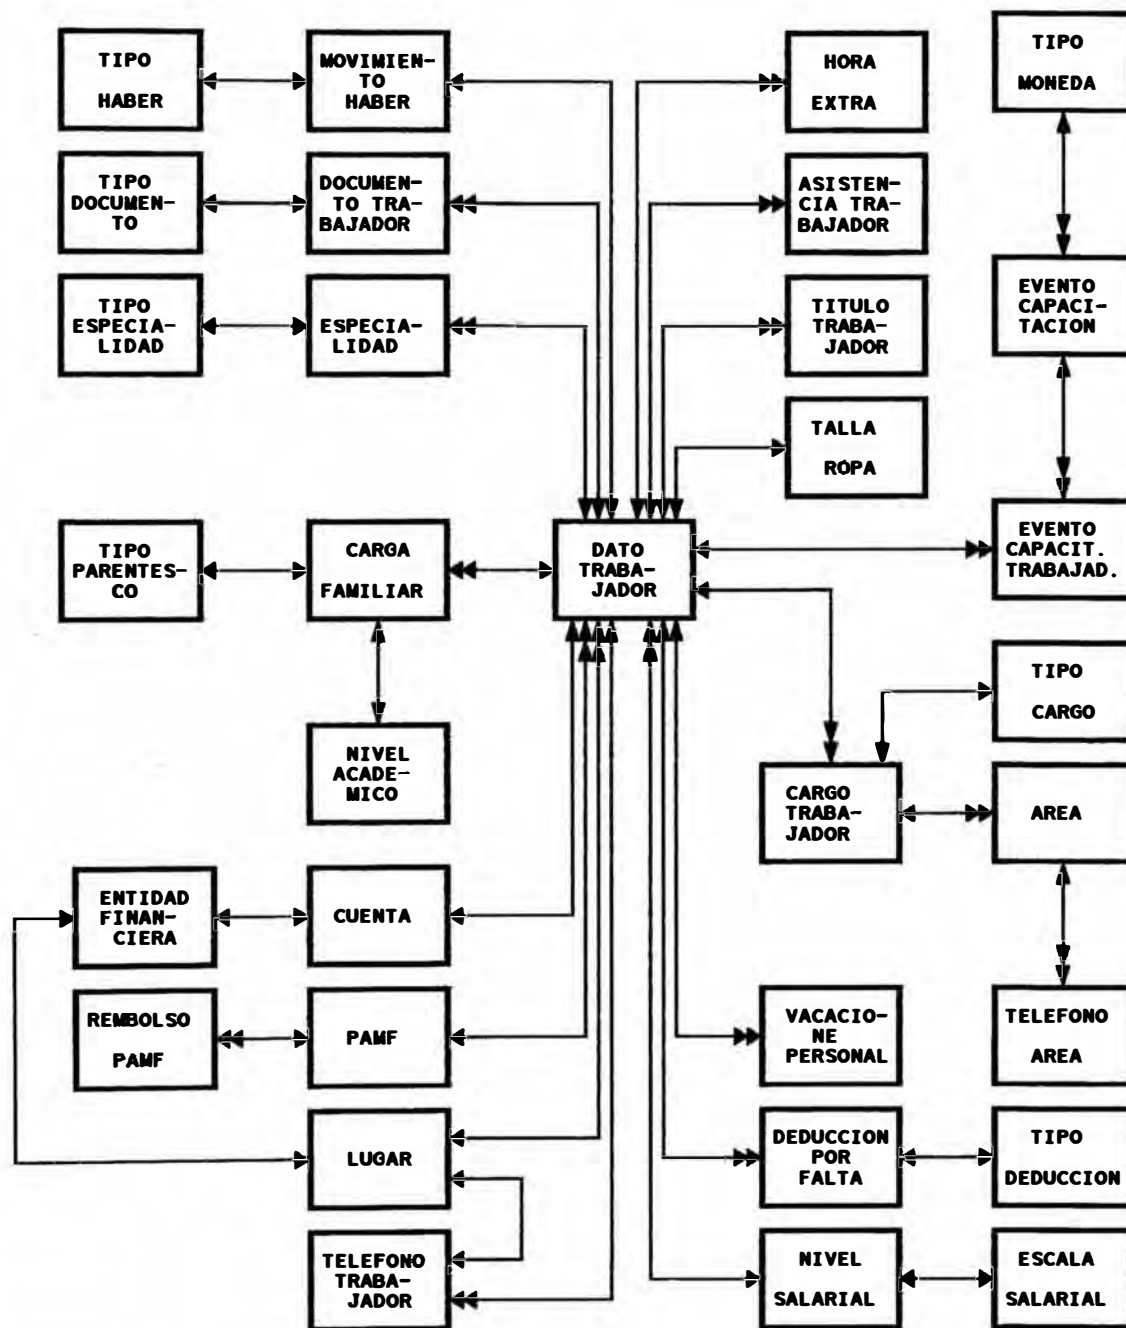 TIPO
HABER
MOVIMIEN-
TO
HABER
HORA
EXTRA
TIPO
MONEDA
TIPO
DOCUMEN-
TO
DOCUMEN-
TO TRA-
BAJADOR
ASISTEN-
CIA TRA-
BAJADOR
TIPO
ESPECIA-
LIDAD
ESPECIA-
LIDAD
TITULO
TRABA-
JADOR
EVENTO
CAPACI-
TACION
TALLA
ROPA
TIPO
PARENTES-
CO
CARGA
FAMILIAR
DATO
TRABA-
JADOR
EVENTO
CAPACIT.
TRABAJAD.
NIVEL
ACADE-
MICO
TIPO
CARGO
CARGO
TRABA-
JADOR
AREA
ENTIDAD
FINAN-
CIERA
CUENTA
REMBOLSO
PAMF
PAMF
VACACIO-
NE
PERSONAL
TELEFONO
AREA
LUGAR
DEDUCCION
POR
FALTA
TIPO
DEDUCCION
TELEFONO
TRABA-
JADOR
NIVEL
SALARIAL
ESCALA
SALARIAL